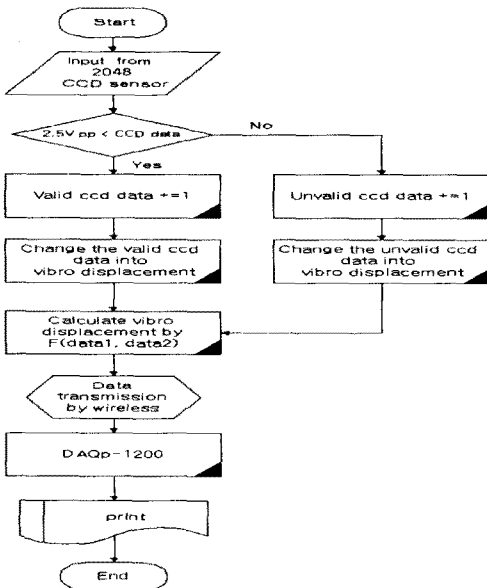 Start
Input from
2048
CCD sensor
2.5V pp < CCD data
No
Yes
Valid ccd data +=1
Unvalid ccd data +=1
Change the valid ccd
data into
vibro displacement
Change the unvalid ccd
data into
vibro displacement
Calculate vibro
displacement by
F(data1, data2)
Data
transmission
by wireless
DAQp-1200
print
End